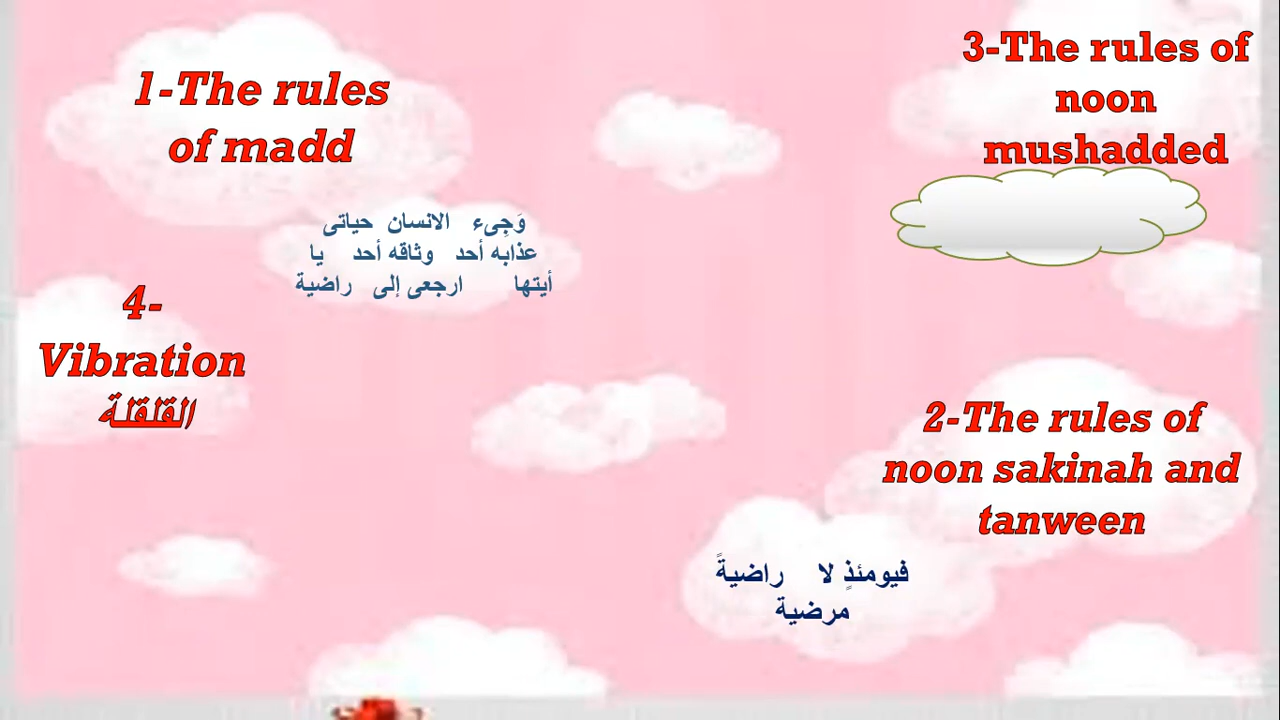 1-The rules
of madd
وَجِىء الانسان حياتى
عذابه أحد وثاقه أحد يا
أيتها ارجعى إلى راضية
3-The rules of
noon
mushadded
4-
Vibration
القلقلة
2-The rules of
noon sakinah and
tanween
فيومئذٍ لا راضيةً
مرضية